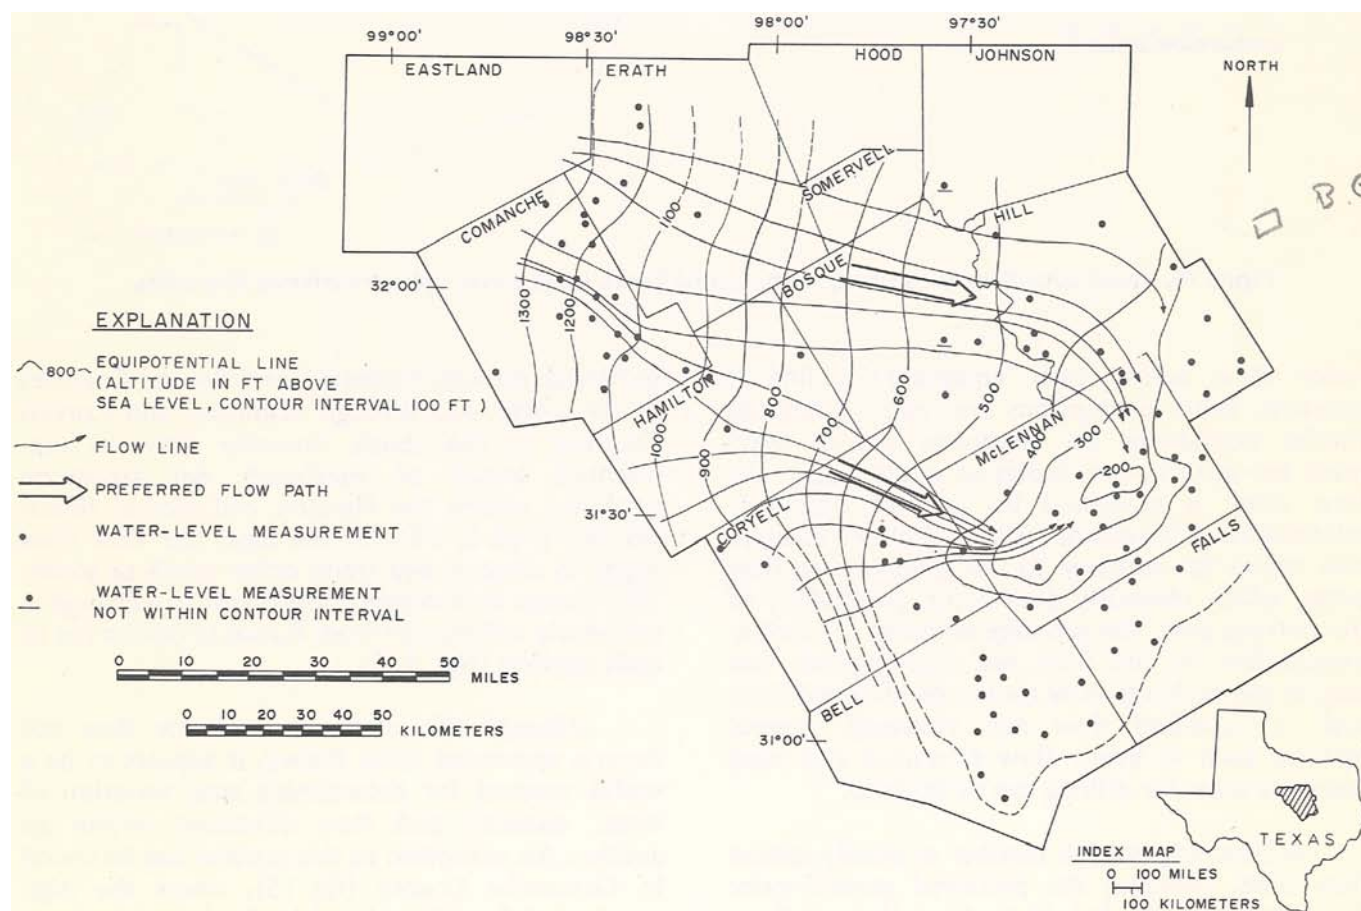 98°00'
97°30'
99°00'
98°30'
EASTLAND
ERATH
HOOD
JOHNSON
NORTH
SOMERVELL
COMANCHE
1100
HILL
B.
BOSQUE
32°00'
1300
1200
EXPLANATION
800
EQUIPOTENTIAL LINE
(ALTITUDE IN FT ABOVE
SEA LEVEL, CONTOUR INTERVAL 100 FT)
FLOW LINE
PREFERRED FLOW PATH
WATER-LEVEL MEASUREMENT
WATER-LEVEL MEASUREMENT
NOT WITHIN CONTOUR INTERVAL
HAMILTON
1000
900
800
700
600
500
McLENNAN
400
300
200
31°30'
CORYELL
FALLS
0 10 20 30 40 50
MILES
0 10 20 30 40 50
KILOMETERS
BELL
31°00'
TEXAS
INDEX MAP
0 100 MILES
100 KILOMETERS